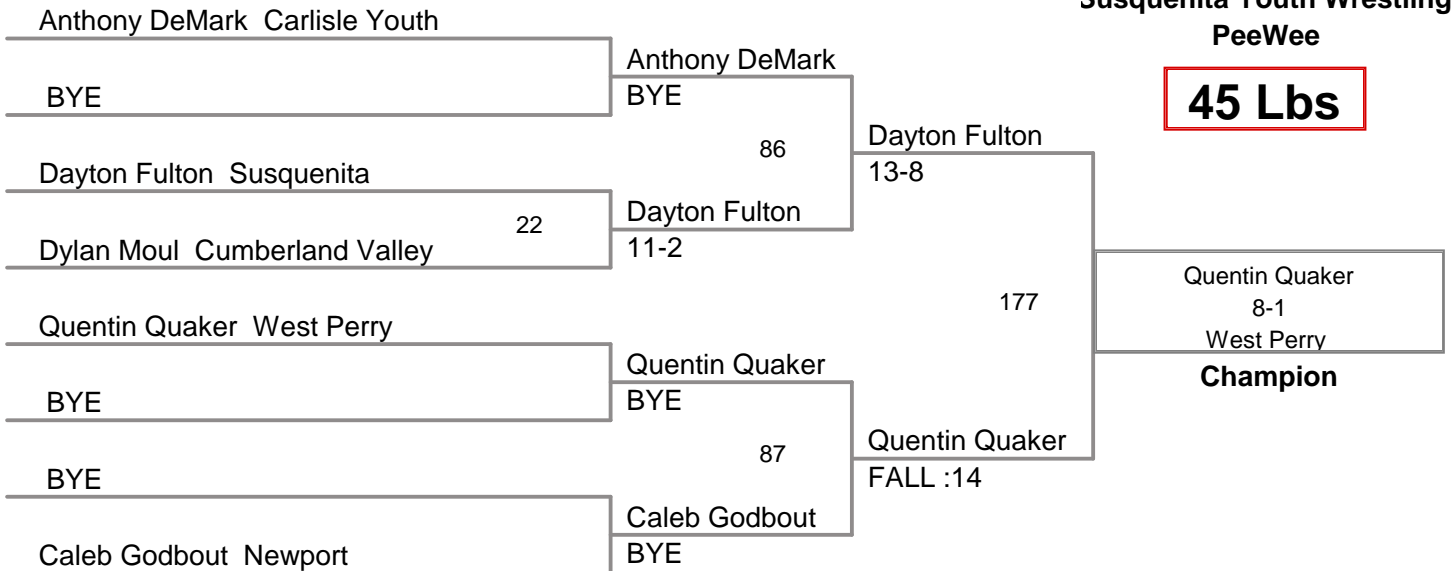 Susquenita Youth Wrestling
PeeWee
45 Lbs
Anthony DeMark Carlisle Youth
BYE
Dayton Fulton Susquenita
22
Dylan Moul Cumberland Valley
Quentin Quaker West Perry
BYE
BYE
Caleb Godbout Newport
Anthony DeMark
BYE
86
Dayton Fulton
11-2
Quentin Quaker
BYE
87
Caleb Godbout
BYE
Dayton Fulton
13-8
177
Quentin Quaker
FALL :14
Quentin Quaker
8-1
West Perry
Champion